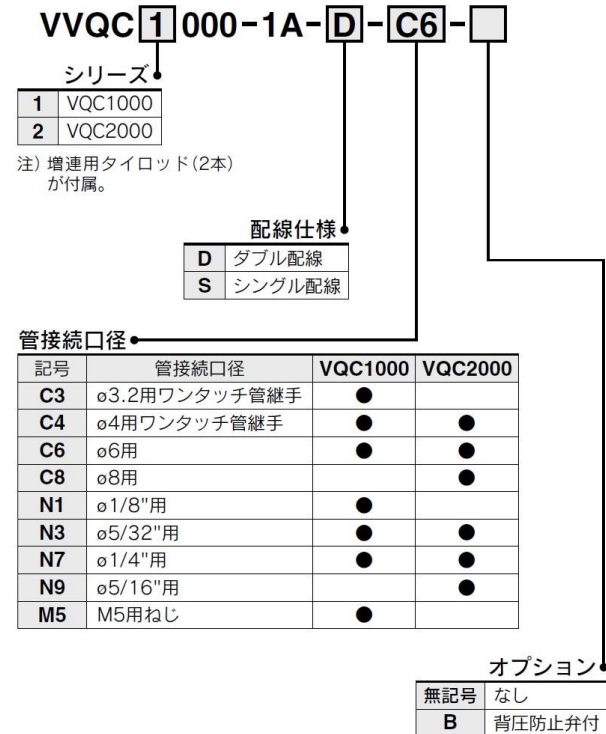 VVQC 1 000-1A-D-C6-
シリーズ
1 VQC1000
2 VQC2000
注) 増連用タイロッド(2本)
が付属。
配線仕様
D ダブル配線
S シングル配線
管接続口径
記号 管接続口径 VQC1000 VQC2000
C3 ø3.2用ワンタッチ管継手 ●
C4 ø4用ワンタッチ管継手 ● ●
C6 ø6用 ● ●
C8 ø8用 ●
N1 ø1/8"用 ●
N3 ø5/32"用 ● ●
N7 ø1/4"用 ● ●
N9 ø5/16"用 ●
M5 M5用ねじ ●
オプション
無記号 なし
B 背圧防止弁付